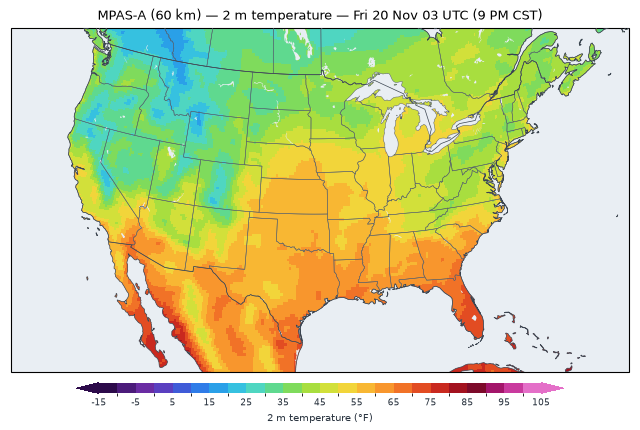 MPAS-A (60 km) — 2 m temperature — Fri 20 Nov 03 UTC (9 PM CST)
-15 -5 5 15 25 35 45 55 65 75 85 95 105
2 m temperature (°F)